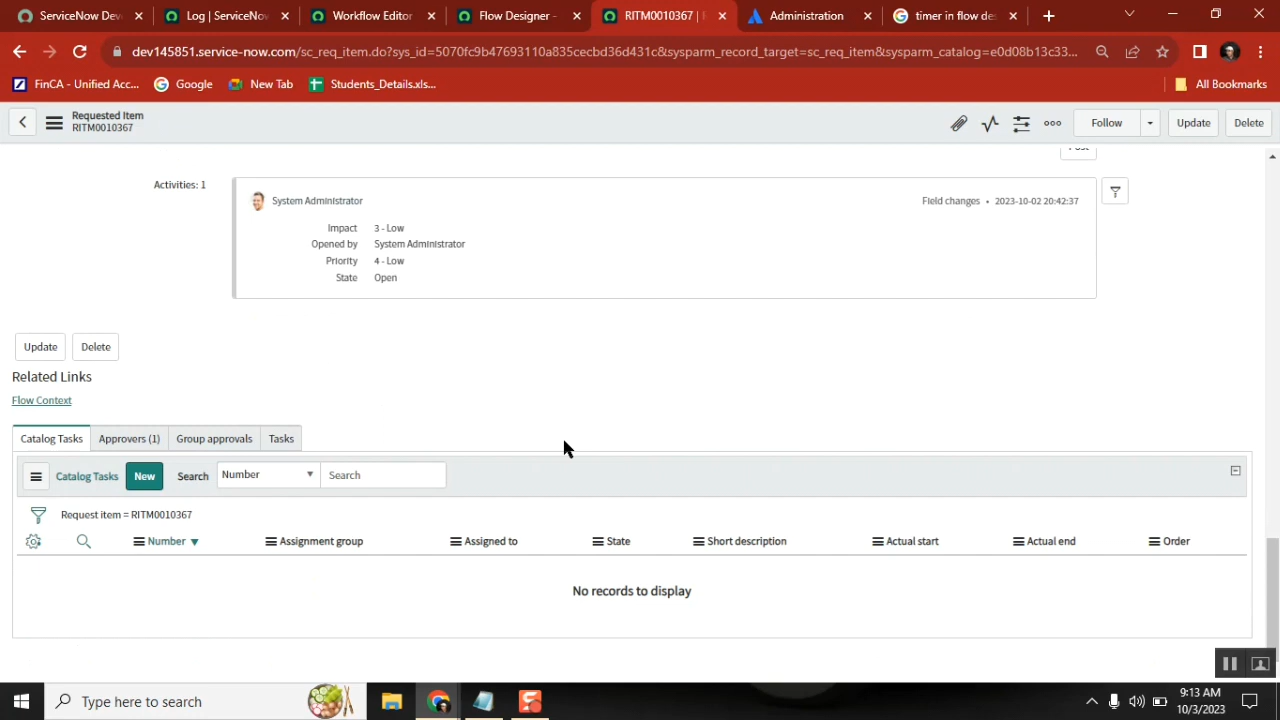 ServiceNow Dev
Log | ServiceNo
Workflow Editor
Flow Designer -
RITM0010367 |
Administration
timer in flow de
dev145851.service-now.com/sc_req_item.do?sys_id=5070fc9b47693110a835cecbd36d431c&sysparm_record_target=sc_req_item&sysparm_catalog=e0d08b13c33...
FinCA - Unified Acc...
Google
New Tab
Students_Details.xls...
All Bookmarks
Requested Item
RITM0010367
Follow
Update
Delete
Post
Activities: 1
System Administrator
Field changes • 2023-10-02 20:42:37
Impact 3 - Low
Opened by System Administrator
Priority 4 - Low
State Open
Update
Delete
Related Links
Flow Context
Catalog Tasks
Approvers (1)
Group approvals
Tasks
Catalog Tasks
New
Search
Number
Search
Request item = RITM0010367
Number
Assignment group
Assigned to
State
Short description
Actual start
Actual end
Order
No records to display
Type here to search
9:13 AM
10/3/2023